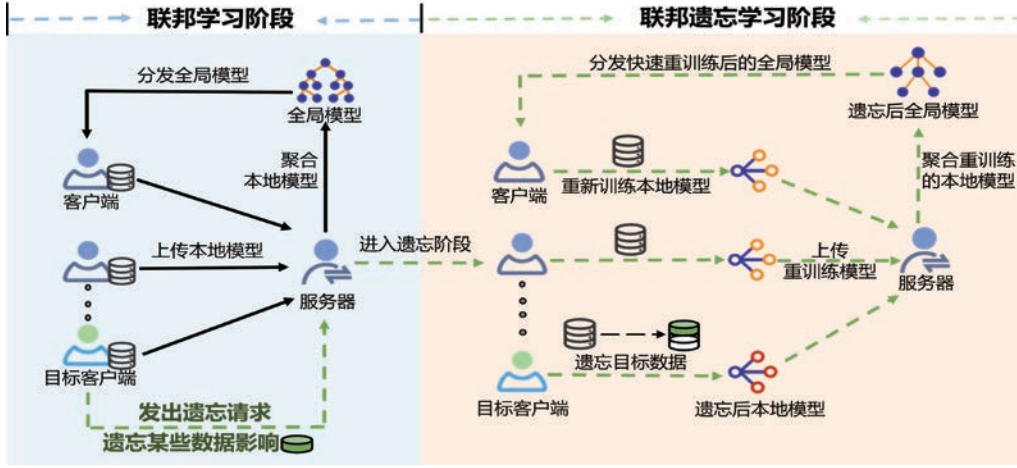 联邦学习阶段
联邦遗忘学习阶段
分发全局模型
全局模型
聚合
本地模型
客户端
上传本地模型
服务器
目标客户端
发出遗忘请求
遗忘某些数据影响
进入遗忘阶段
分发快速重训练后的全局模型
遗忘后全局模型
聚合重训练
的本地模型
客户端
重新训练本地模型
上传
重训练模型
服务器
遗忘目标数据
目标客户端
遗忘后本地模型